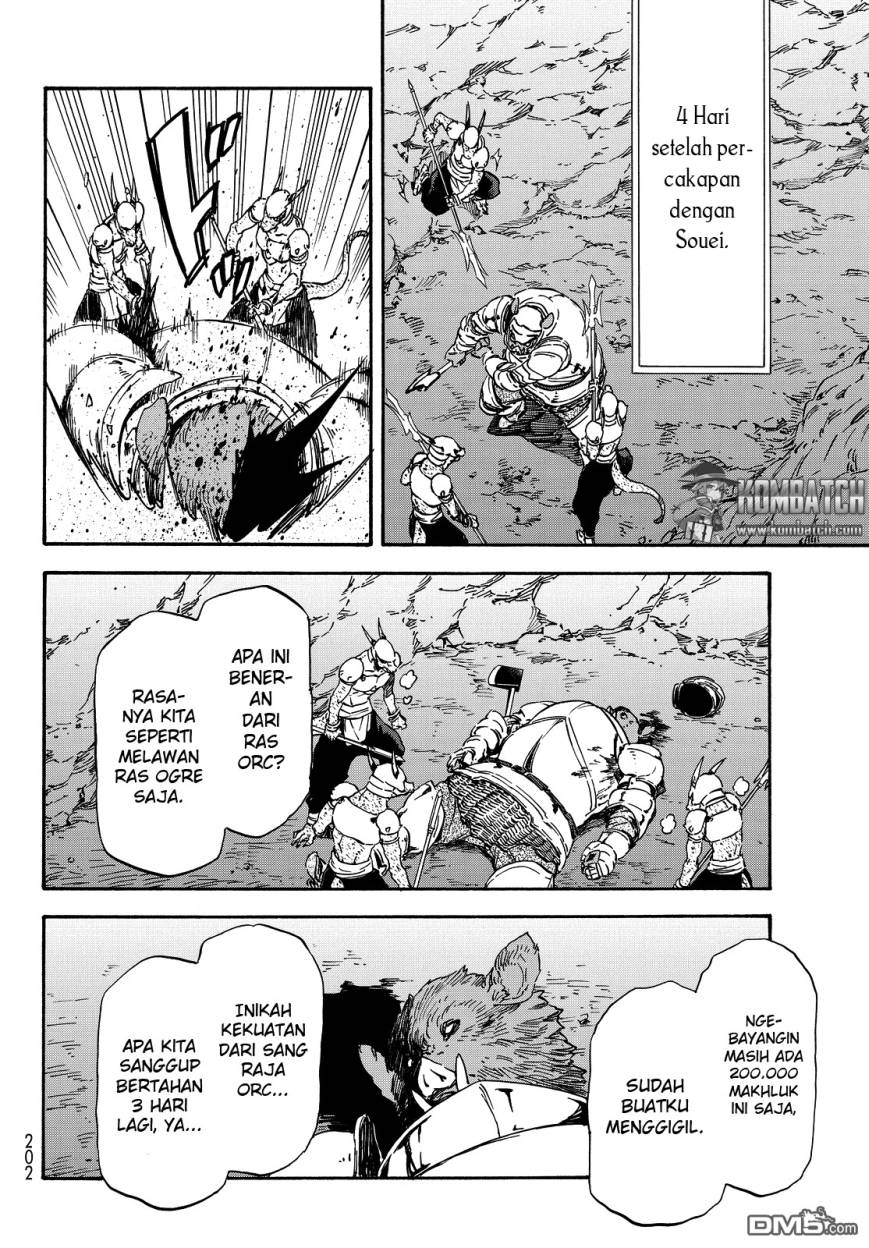 4 Hari
setelah per-
cakapan
dengan
Souei.
KOMBATCH
www.kombatch.com
ド
APA INI
BENER-
AN
DARI
RAS
ORC?
RASA-
NYA KITA
SEPERTI
MELAWAN
RAS OGRE
SAJA.
NGE-
BAYANGIN
MASIH ADA
200.000
MAKHLUK
INI SAJA,
SUDAH
BUATKU
MENGGIGIL.
INIKAH
KEKUATAN
DARI SANG
RAJA
ORC...
APA KITA
SANGGUP
BERTAHAN
3 HARI
LAGI, YA...
202
DM5.com